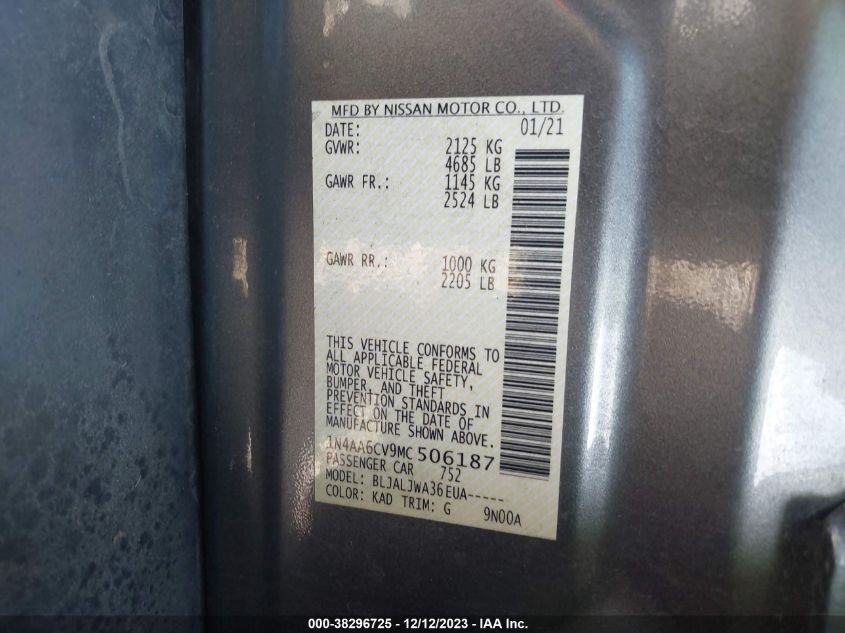 MFD BY NISSAN MOTOR CO., LTD.
DATE: 01/21
GVWR: 2125 KG
4685 LB
GAWR FR.: 1145 KG
2524 LB
GAWR RR.: 1000 KG
2205 LB
THIS VEHICLE CONFORMS TO
ALL APPLICABLE FEDERAL
MOTOR VEHICLE SAFETY,
BUMPER, AND THEFT
PREVENTION STANDARDS IN
EFFECT ON THE DATE OF
MANUFACTURE SHOWN ABOVE.
1N4AA6CV9MC506187
PASSENGER CAR 752
MODEL: BLJALJWA36EUA-----
COLOR: KAD TRIM: G 9N00A
000-38296725 - 12/12/2023 - IAA Inc.